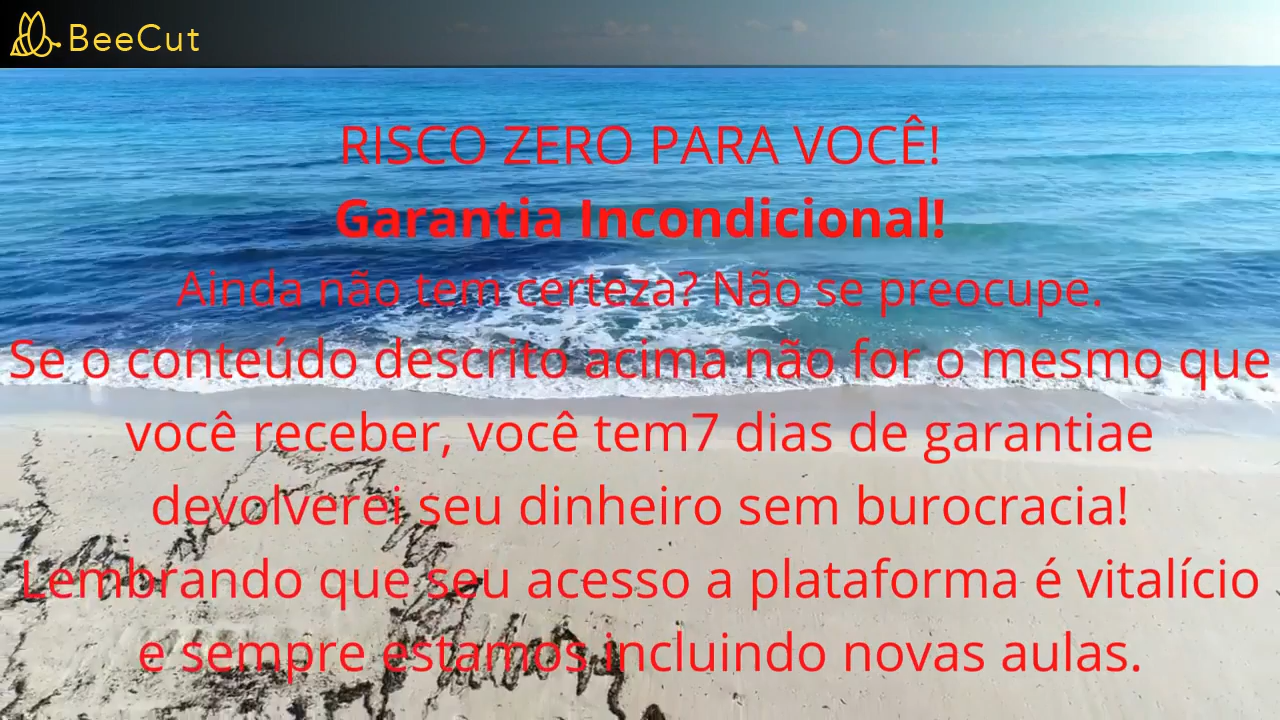 BeeCut
RISCO ZERO PARA VOCÊ!
Garantia Incondicional!
Ainda não tem certeza? Não se preocupe.
Se o conteúdo descrito acima não for o mesmo que
você receber, você tem7 dias de garantiae
devolverei seu dinheiro sem burocracia!
Lembrando que seu acesso a plataforma é vitalício
e sempre estamos incluindo novas aulas.